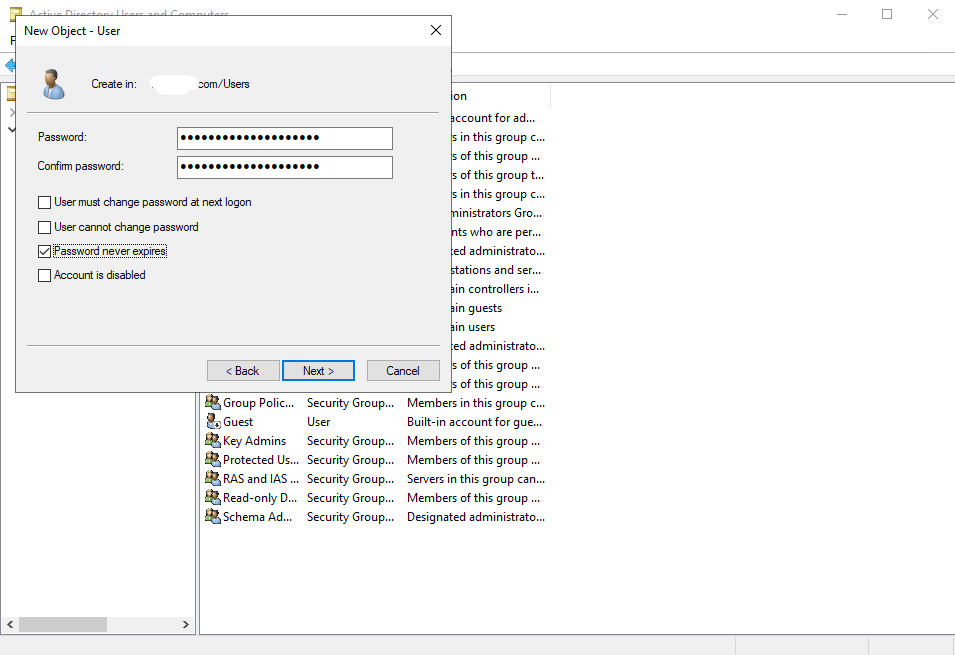 Active Directory Users and Computers
New Object - User
Create in: com/Users
Password:
Confirm password:
User must change password at next logon
User cannot change password
Password never expires
Account is disabled
< Back Next > Cancel
ion
account for ad...
s in this group c...
s of this group ...
s of this group t...
s in this group c...
ministrators Gro...
nts who are per...
ted administrato...
stations and ser...
ain controllers i...
ain guests
ain users
ted administrato...
s of this group ...
s of this group ...
Group Polic... Security Group... Members in this group c...
Guest User Built-in account for gue...
Key Admins Security Group... Members of this group ...
Protected Us... Security Group... Members of this group ...
RAS and IAS ... Security Group... Servers in this group can...
Read-only D... Security Group... Members of this group ...
Schema Ad... Security Group... Designated administrato...